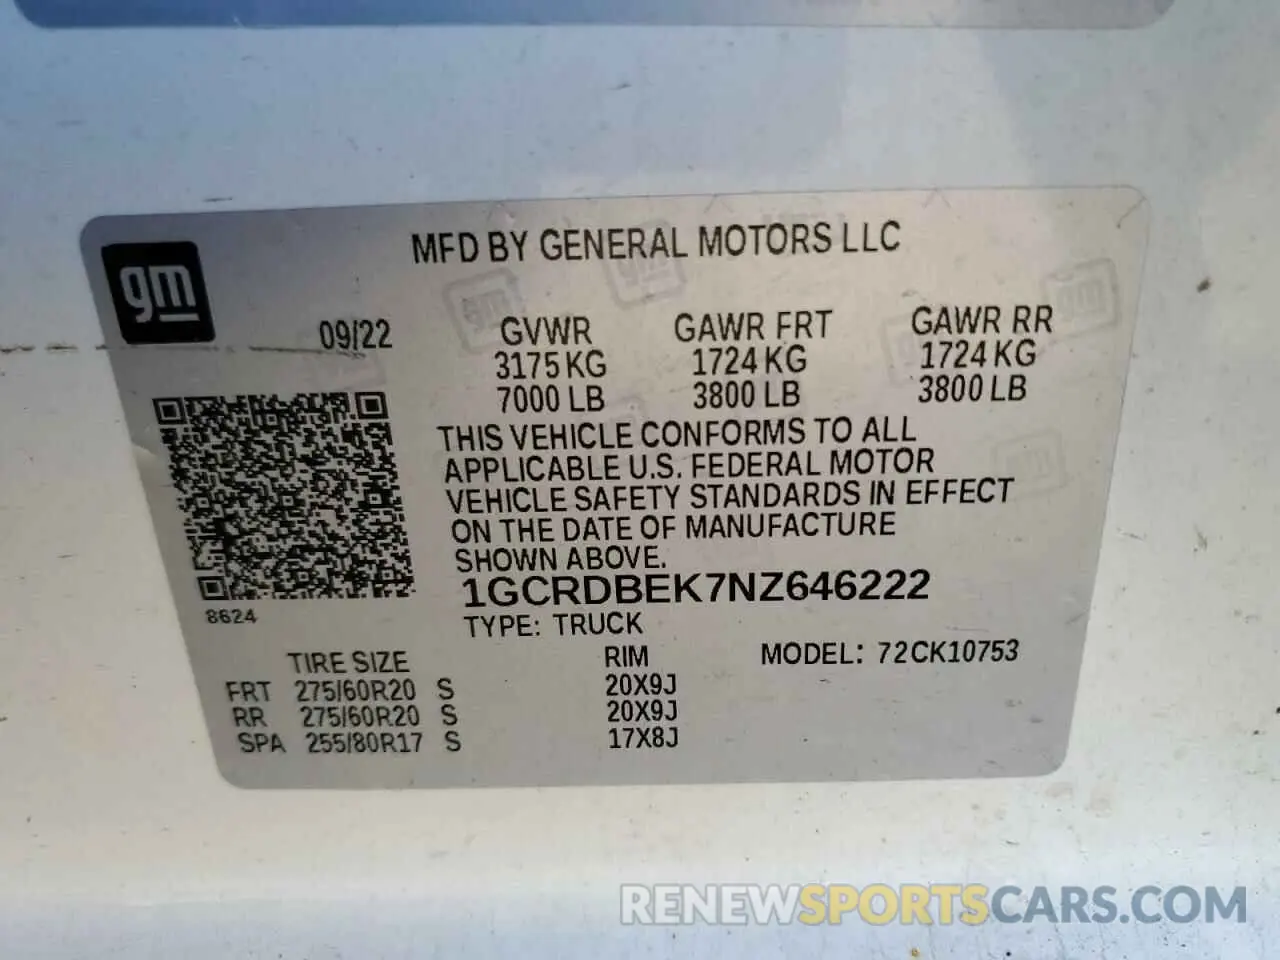 MFD BY GENERAL MOTORS LLC
gm
09/22 GVWR GAWR FRT GAWR RR
3175 KG 1724 KG 1724 KG
7000 LB 3800 LB 3800 LB
THIS VEHICLE CONFORMS TO ALL
APPLICABLE U.S. FEDERAL MOTOR
VEHICLE SAFETY STANDARDS IN EFFECT
ON THE DATE OF MANUFACTURE
SHOWN ABOVE.
1GCRDBEK7NZ646222
8624
TYPE: TRUCK
TIRE SIZE RIM MODEL: 72CK10753
FRT 275/60R20 S 20X9J
RR 275/60R20 S 20X9J
SPA 255/80R17 S 17X8J
RENEWSPORTSCARS.COM